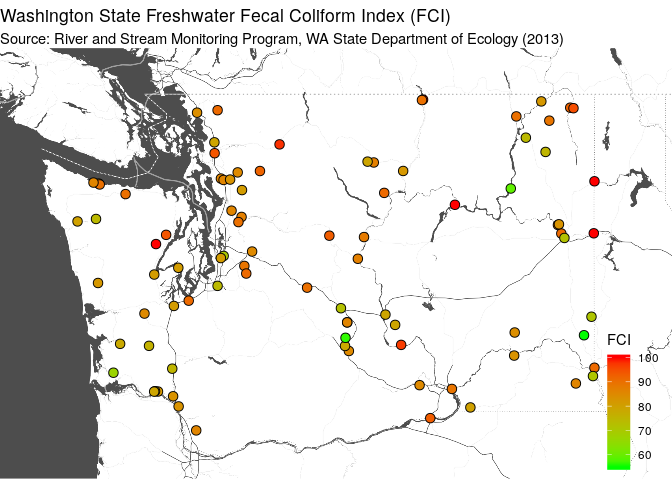 Washington State Freshwater Fecal Coliform Index (FCI)
Source: River and Stream Monitoring Program, WA State Department of Ecology (2013)
FCI
100
90
80
70
60